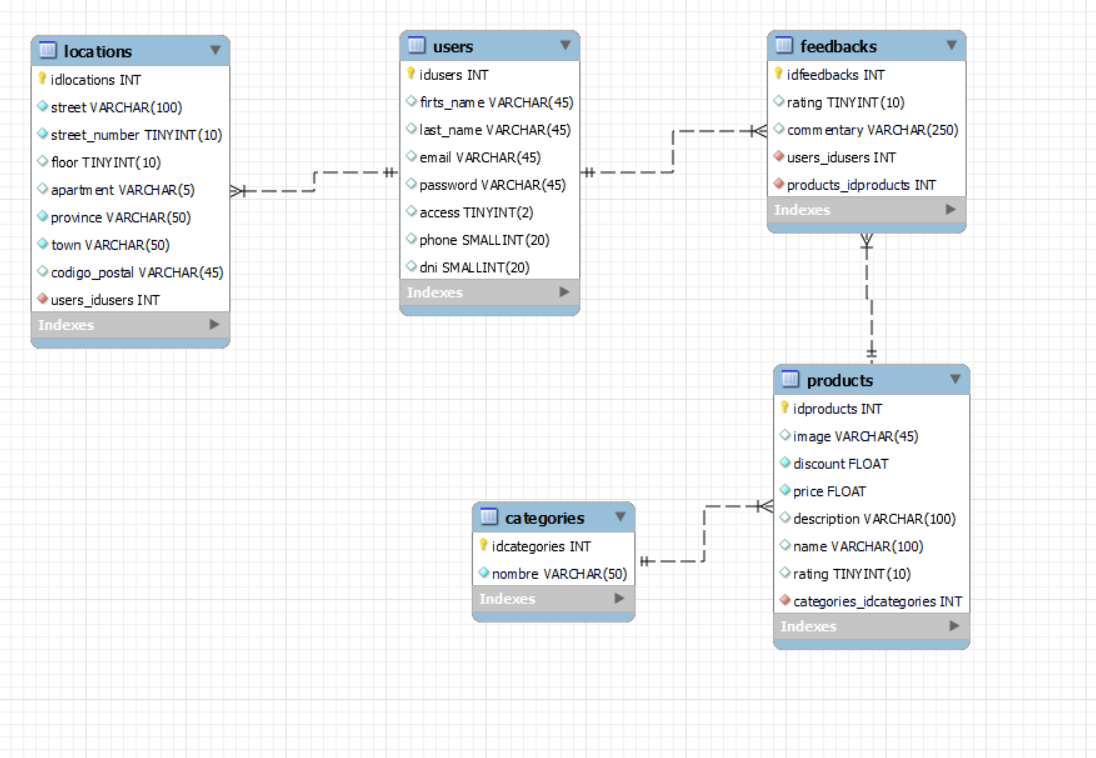 locations
idlocations INT
street VARCHAR(100)
street_number TINYINT(10)
floor TINYINT(10)
apartment VARCHAR(5)
province VARCHAR(50)
town VARCHAR(50)
codigo_postal VARCHAR(45)
users_idusers INT
Indexes
users
idusers INT
firts_name VARCHAR(45)
last_name VARCHAR(45)
email VARCHAR(45)
password VARCHAR(45)
access TINYINT(2)
phone SMALLINT(20)
dni SMALLINT(20)
Indexes
feedbacks
idfeedbacks INT
rating TINYINT(10)
commentary VARCHAR(250)
users_idusers INT
products_idproducts INT
Indexes
categories
idcategories INT
nombre VARCHAR(50)
Indexes
products
idproducts INT
image VARCHAR(45)
discount FLOAT
price FLOAT
description VARCHAR(100)
name VARCHAR(100)
rating TINYINT(10)
categories_idcategories INT
Indexes